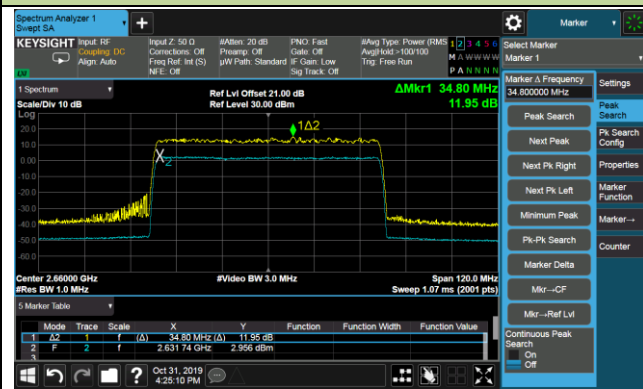 Spectrum Analyzer 1
Swept SA
+
Marker
KEYSIGHT
Input: RF
Coupling: DC
Align: Auto
Input Z: 50 Ω
Corrections: Off
Freq Ref: Int (S)
NFE: Off
#Atten: 20 dB
Preamp: Off
µW Path: Standard
PNO: Fast
Gate: Off
IF Gain: Low
Sig Track: Off
#Avg Type: Power (RMS
Avg|Hold:>100/100
Trig: Free Run
1 2 3 4 5 6
M A W W W W
P A N N N N
Select Marker
Marker 1
1 Spectrum
Scale/Div 10 dB
Ref Lvl Offset 21.00 dB
Ref Level 30.00 dBm
ΔMkr1 34.80 MHz
11.95 dB
Log
20.0
10.0
0.00
-10.0
-20.0
-30.0
-40.0
-50.0
-60.0
1Δ2
X2
Center 2.66000 GHz
#Res BW 1.0 MHz
#Video BW 3.0 MHz
Span 120.0 MHz
Sweep 1.07 ms (2001 pts)
5 Marker Table
Mode Trace Scale X Y Function Function Width Function Value
1 Δ2 1 f (Δ) 34.80 MHz (Δ) 11.95 dB
2 F 2 f 2.631 74 GHz 2.956 dBm
3
Marker Δ Frequency
34.800000 MHz
Peak Search
Next Peak
Next Pk Right
Next Pk Left
Minimum Peak
Pk-Pk Search
Marker Delta
Mkr→CF
Mkr→Ref Lvl
Continuous Peak
Search
On
Off
Settings
Peak
Search
Pk Search
Config
Properties
Marker
Function
Marker→
Counter
?
Oct 31, 2019
4:25:10 PM